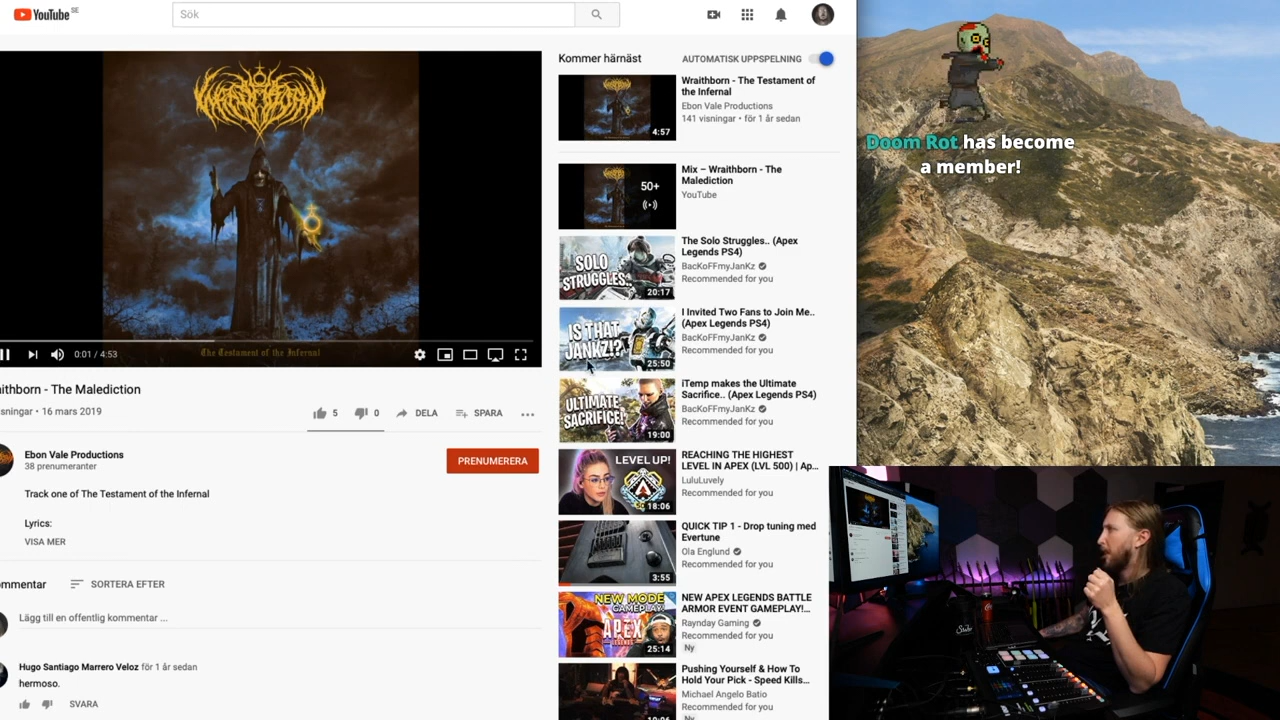 YouTube SE
Sök
WRAITHBORN
The Testament of the Infernal
0:01 / 4:53
aithborn - The Malediction
sningar • 16 mars 2019
5
0
DELA
SPARA
Ebon Vale Productions
38 prenumeranter
PRENUMERERA
Track one of The Testament of the Infernal
Lyrics:
VISA MER
ommentar
SORTERA EFTER
Lägg till en offentlig kommentar ...
Hugo Santiago Marrero Veloz för 1 år sedan
hermoso.
SVARA
Kommer härnäst
AUTOMATISK UPPSPELNING
4:57
Wraithborn - The Testament of
the Infernal
Ebon Vale Productions
141 visningar • för 1 år sedan
50+
Mix – Wraithborn - The
Malediction
YouTube
SOLO
STRUGGLES..
20:17
The Solo Struggles.. (Apex
Legends PS4)
BacKoFFmyJanKz
Recommended for you
IS THAT
JANKZ!?
25:50
I Invited Two Fans to Join Me..
(Apex Legends PS4)
BacKoFFmyJanKz
Recommended for you
ULTIMATE
SACRIFICE!
19:00
iTemp makes the Ultimate
Sacrifice.. (Apex Legends PS4)
BacKoFFmyJanKz
Recommended for you
LEVEL UP!
18:06
REACHING THE HIGHEST
LEVEL IN APEX (LVL 500) | Ap...
LuluLuvely
Recommended for you
3:55
QUICK TIP 1 - Drop tuning med
Evertune
Ola Englund
Recommended for you
NEW MODE
GAMEPLAY!
APEX
25:14
NEW APEX LEGENDS BATTLE
ARMOR EVENT GAMEPLAY!...
Raynday Gaming
Recommended for you
Ny
Pushing Yourself & How To
Hold Your Pick - Speed Kills...
Michael Angelo Batio
Recommended for you
Ny
Doom Rot has become
a member!